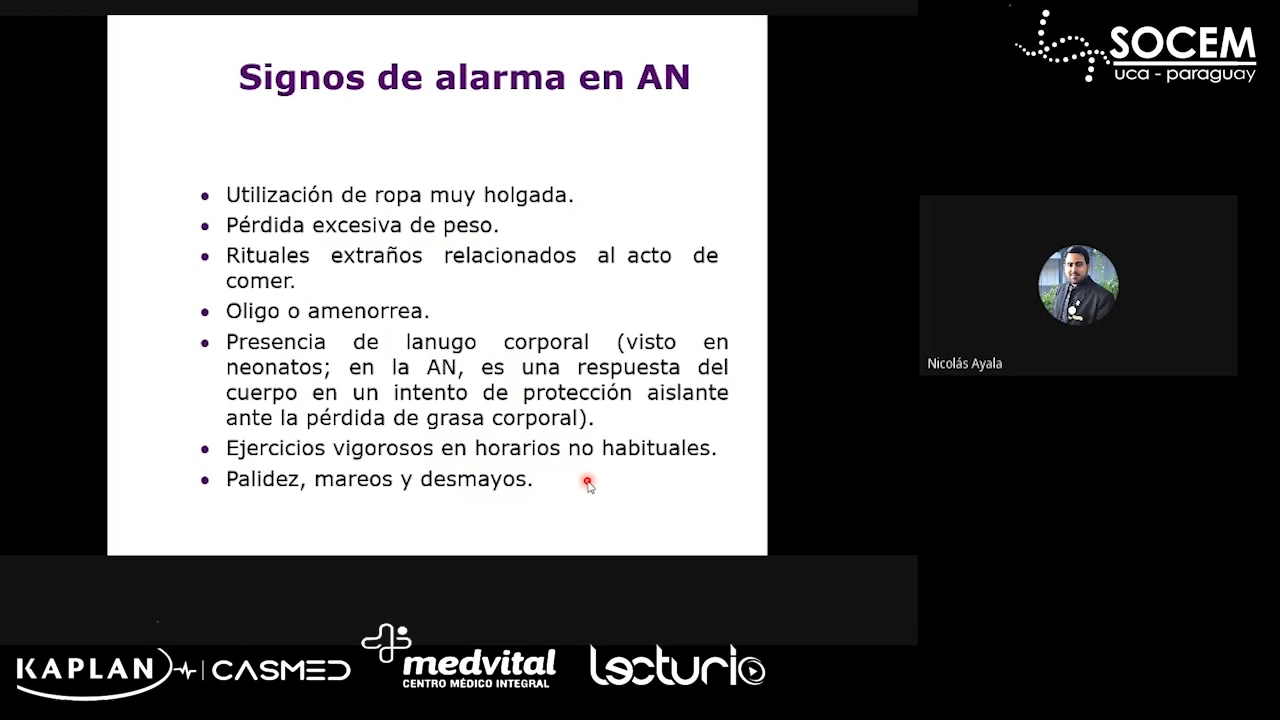 Signos de alarma en AN
• Utilización de ropa muy holgada.
• Pérdida excesiva de peso.
• Rituales extraños relacionados al acto de
comer.
• Oligo o amenorrea.
• Presencia de lanugo corporal (visto en
neonatos; en la AN, es una respuesta del
cuerpo en un intento de protección aislante
ante la pérdida de grasa corporal).
• Ejercicios vigorosos en horarios no habituales.
• Palidez, mareos y desmayos.
SOCEM
uca - paraguay
Nicolás Ayala
KAPLAN | CASMED
medvital
CENTRO MÉDICO INTEGRAL
lecturio